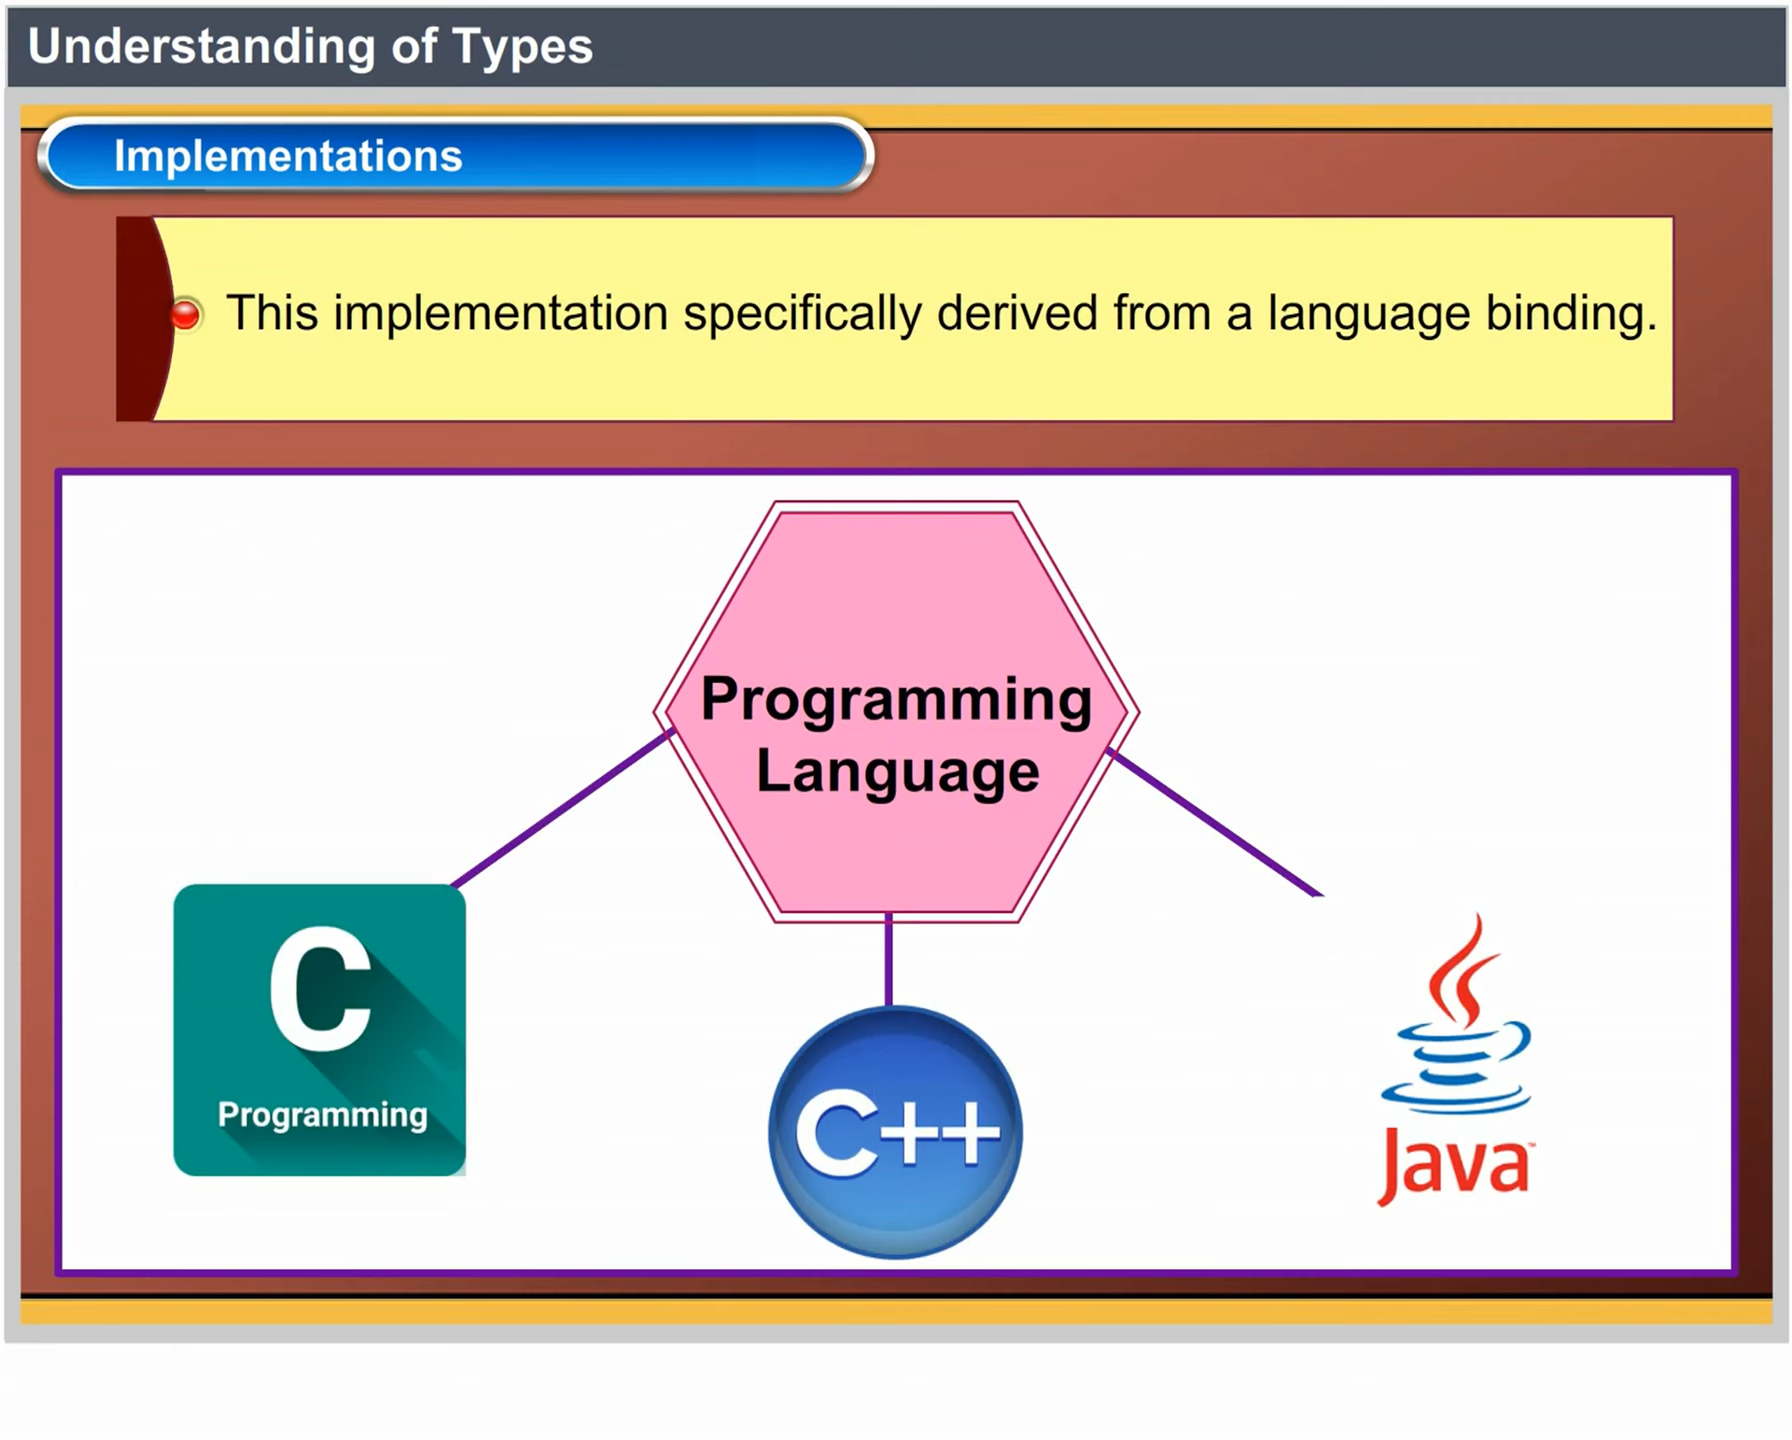 Understanding of Types
Implementations
This implementation specifically derived from a language binding.
Programming
Language
C
Programming
C++
Java